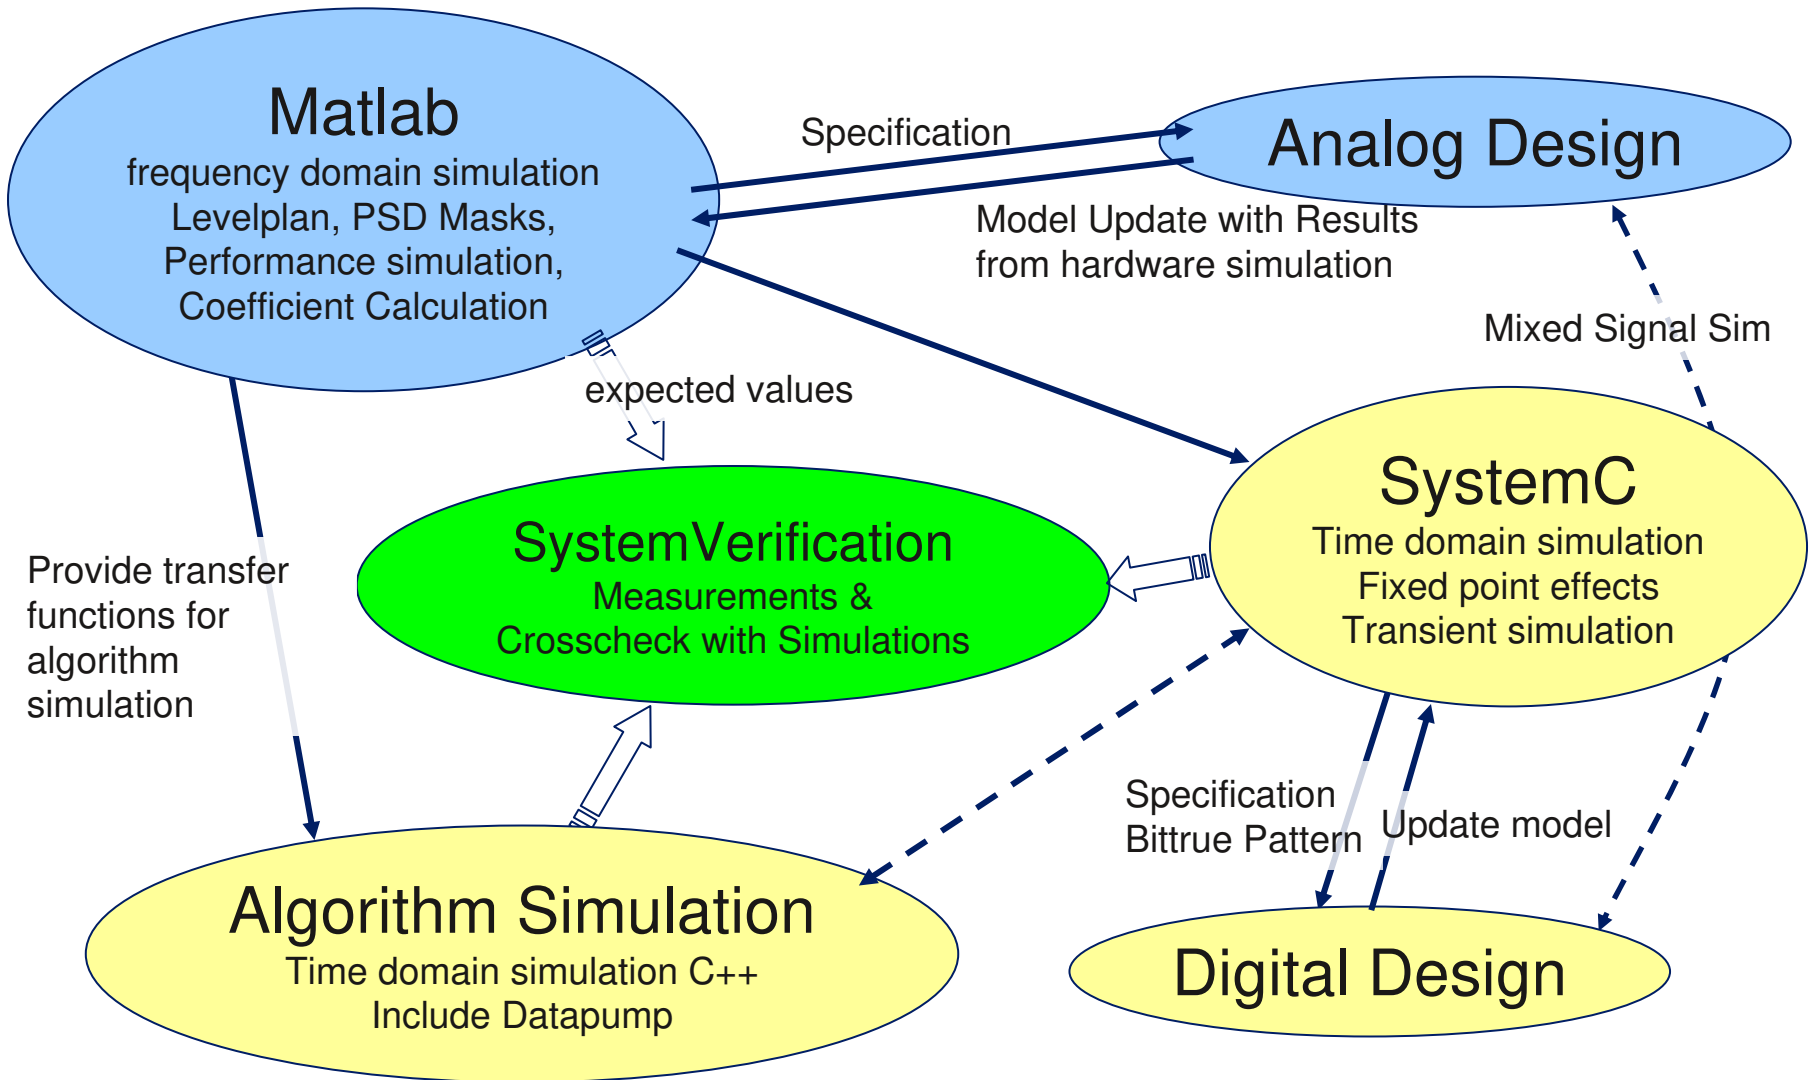 Matlab
frequency domain simulation
Levelplan, PSD Masks,
Performance simulation,
Coefficient Calculation
Specification
Analog Design
Model Update with Results
from hardware simulation
Mixed Signal Sim
expected values
SystemC
Time domain simulation
Fixed point effects
Transient simulation
SystemVerification
Measurements &
Crosscheck with Simulations
Provide transfer
functions for
algorithm
simulation
Specification
Bittrue Pattern
Update model
Algorithm Simulation
Time domain simulation C++
Include Datapump
Digital Design